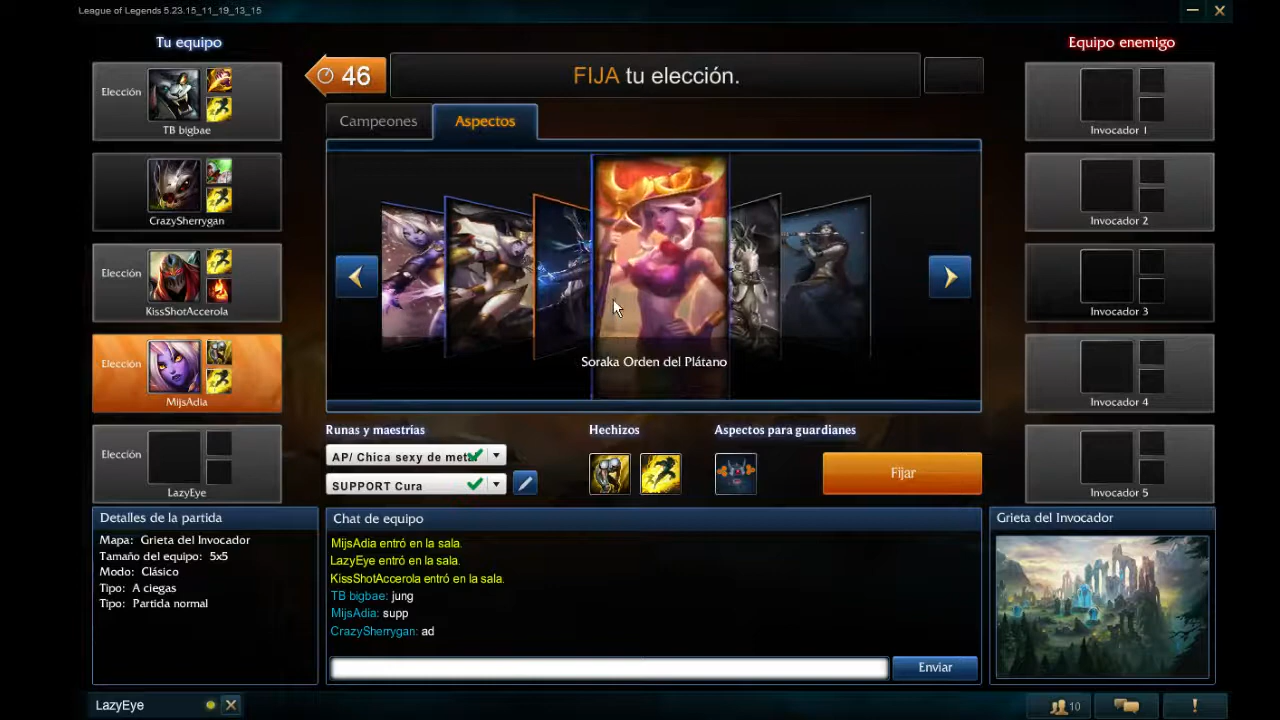 League of Legends 5.23.15_11_19_13_15
Tu equipo
Equipo enemigo
46
FIJA tu elección.
Campeones
Aspectos
Elección
TB bigbae
CrazySherrygan
Elección
KissShotAccerola
Elección
MijsAdia
Elección
LazyEye
Soraka Orden del Plátano
Invocador 1
Invocador 2
Invocador 3
Invocador 4
Invocador 5
Runas y maestrías
AP/ Chica sexy de meta
SUPPORT Cura
Hechizos
Aspectos para guardianes
Fijar
Detalles de la partida
Mapa: Grieta del Invocador
Tamaño del equipo: 5x5
Modo: Clásico
Tipo: A ciegas
Tipo: Partida normal
Chat de equipo
MijsAdia entró en la sala.
LazyEye entró en la sala.
KissShotAccerola entró en la sala.
TB bigbae: jung
MijsAdia: supp
CrazySherrygan: ad
Enviar
Grieta del Invocador
LazyEye
10